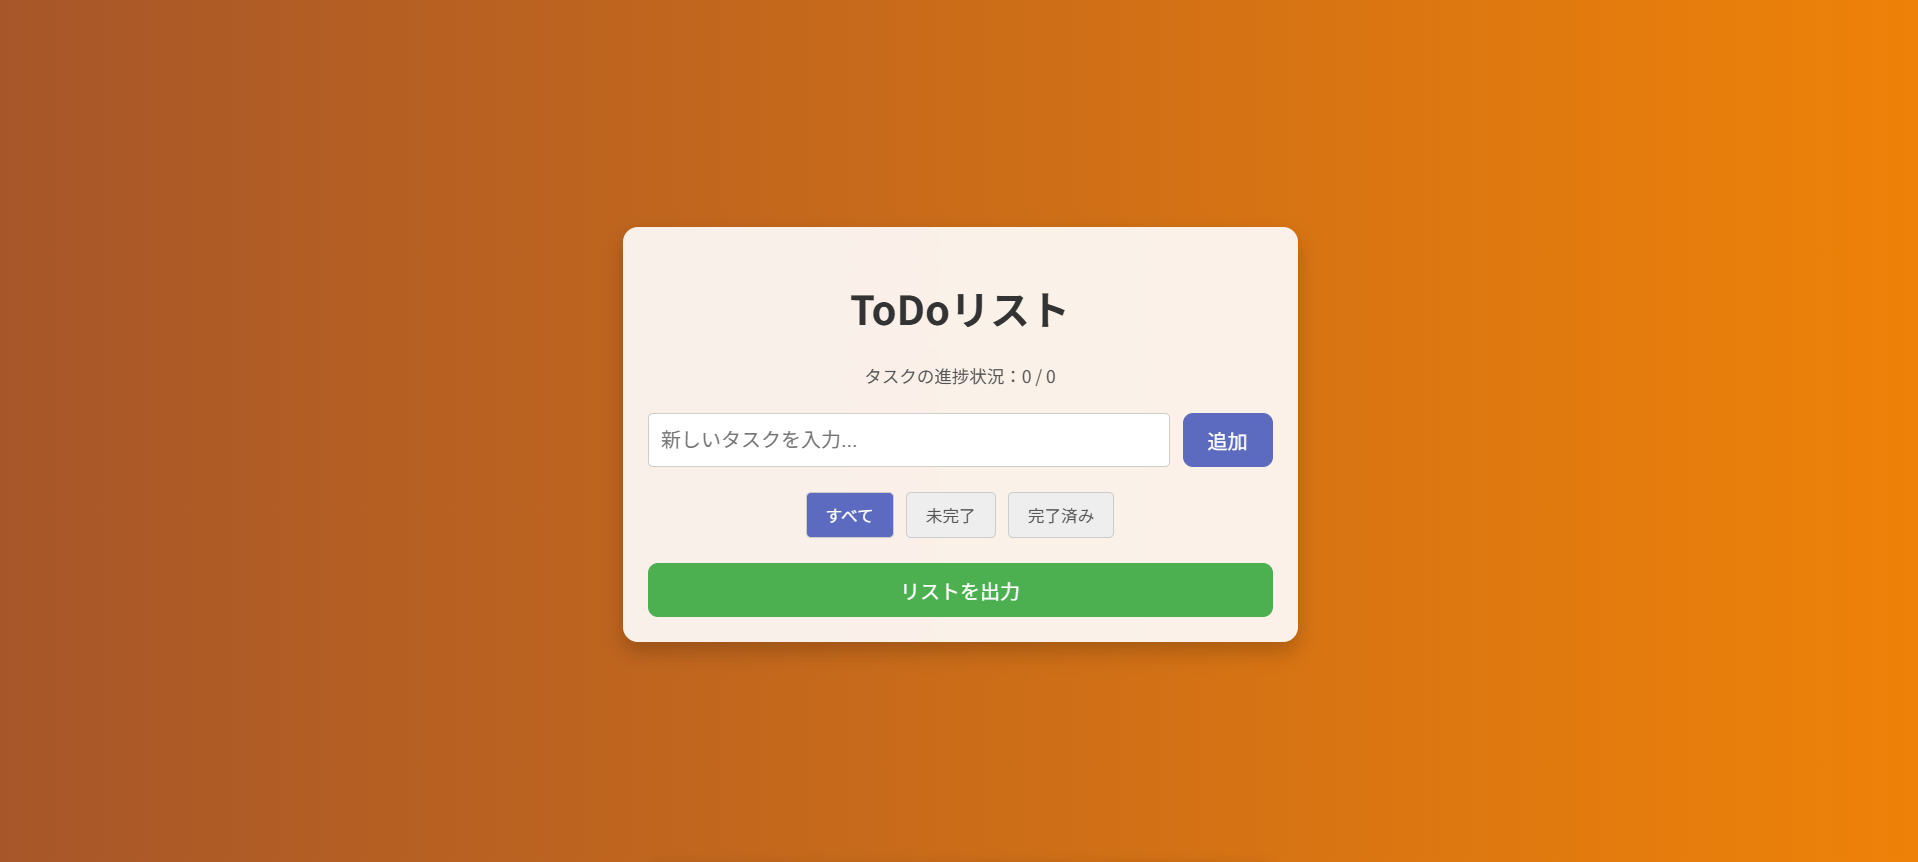 ToDoリスト
タスクの進捗状況：0 / 0
新しいタスクを入力...
追加
すべて
未完了
完了済み
リストを出力